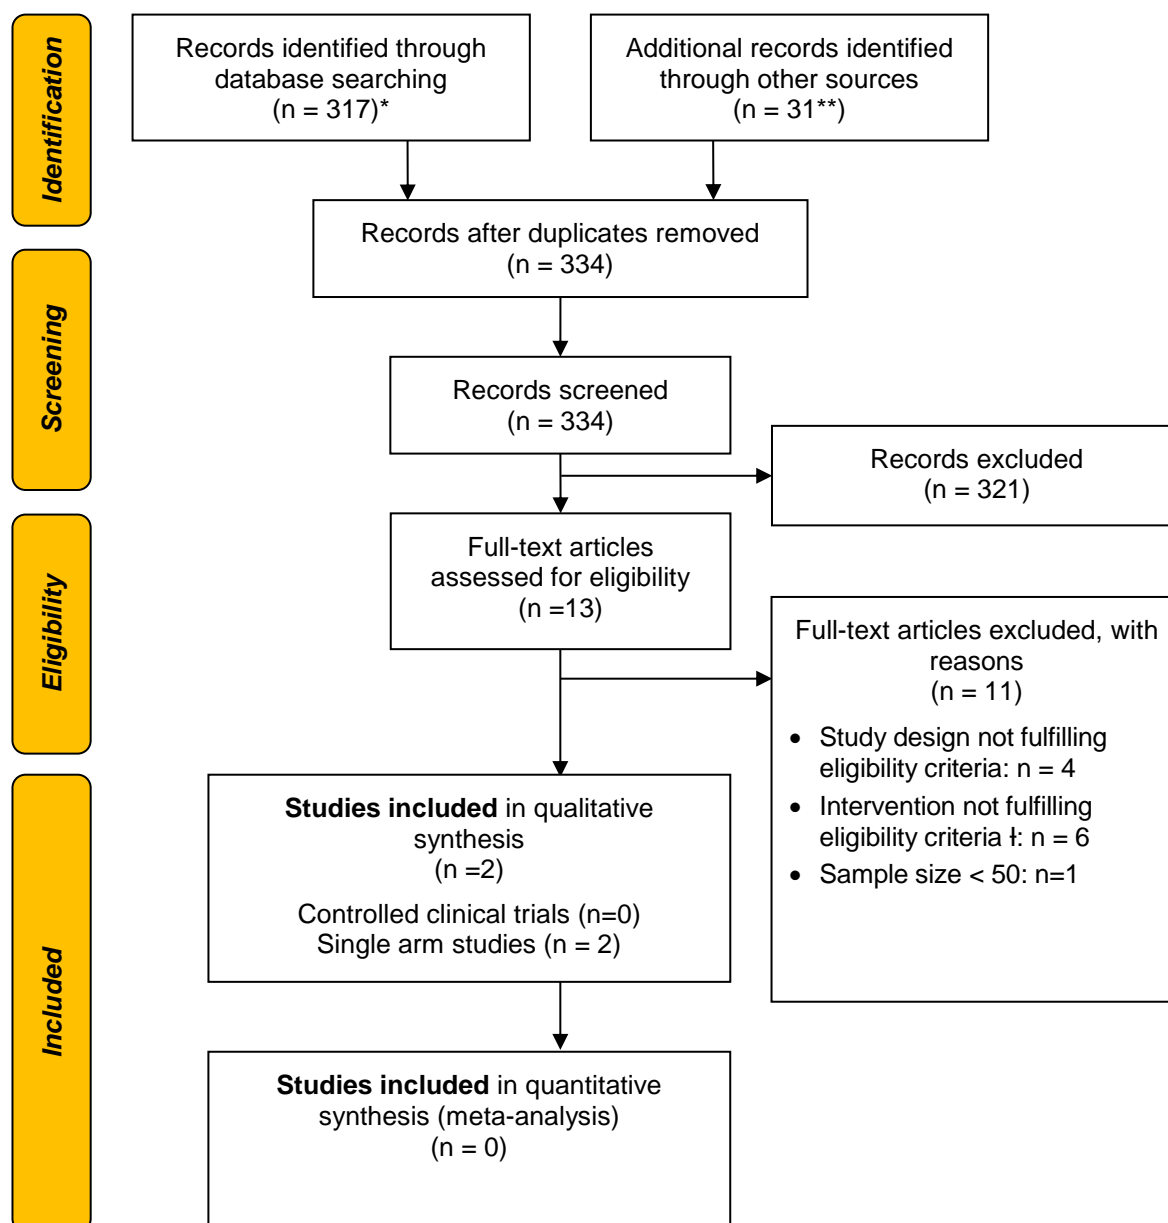 Identification
Records identified through
database searching
(n = 317)*
Additional records identified
through other sources
(n = 31**)
Records after duplicates removed
(n = 334)
Screening
Records screened
(n = 334)
Records excluded
(n = 321)
Eligibility
Full-text articles
assessed for eligibility
(n =13)
Full-text articles excluded, with
reasons
(n = 11)
• Study design not fulfilling
eligibility criteria: n = 4
• Intervention not fulfilling
eligibility criteria ƚ: n = 6
• Sample size < 50: n=1
Included
Studies included in qualitative
synthesis
(n =2)
Controlled clinical trials (n=0)
Single arm studies (n = 2)
Studies included in quantitative
synthesis (meta-analysis)
(n = 0)